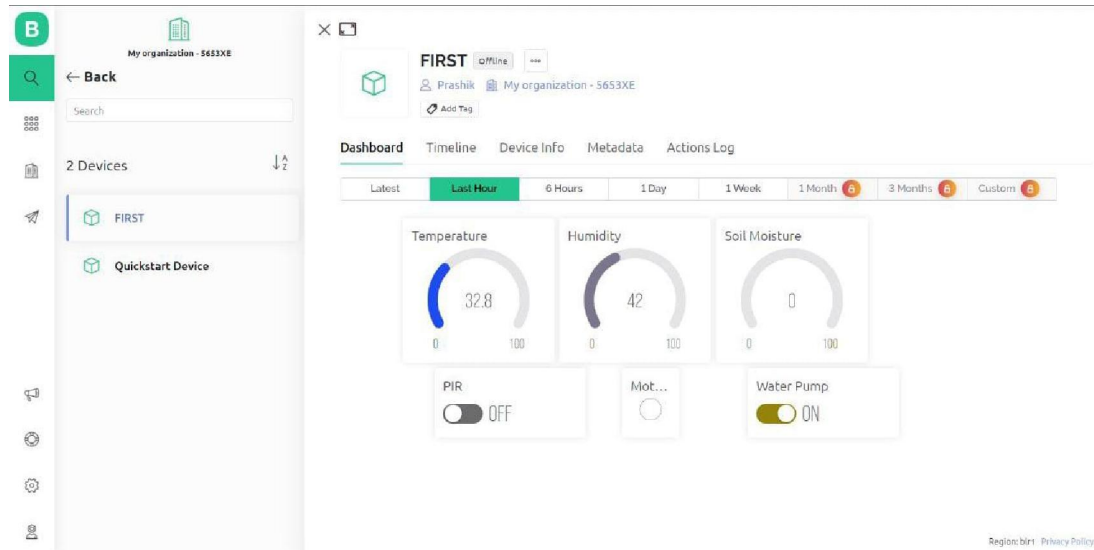 B
My organization - 5653XE
← Back
Search
2 Devices
FIRST
Quickstart Device
FIRST Offline
Prashik My organization - 5653XE
Add Tag
Dashboard Timeline Device Info Metadata Actions Log
Latest Last Hour 6 Hours 1 Day 1 Week 1 Month 3 Months Custom
Temperature Humidity Soil Moisture
32.8 42 0
0 100 0 100 0 100
PIR Mot... Water Pump
OFF ON
Region: blr1 Privacy Policy